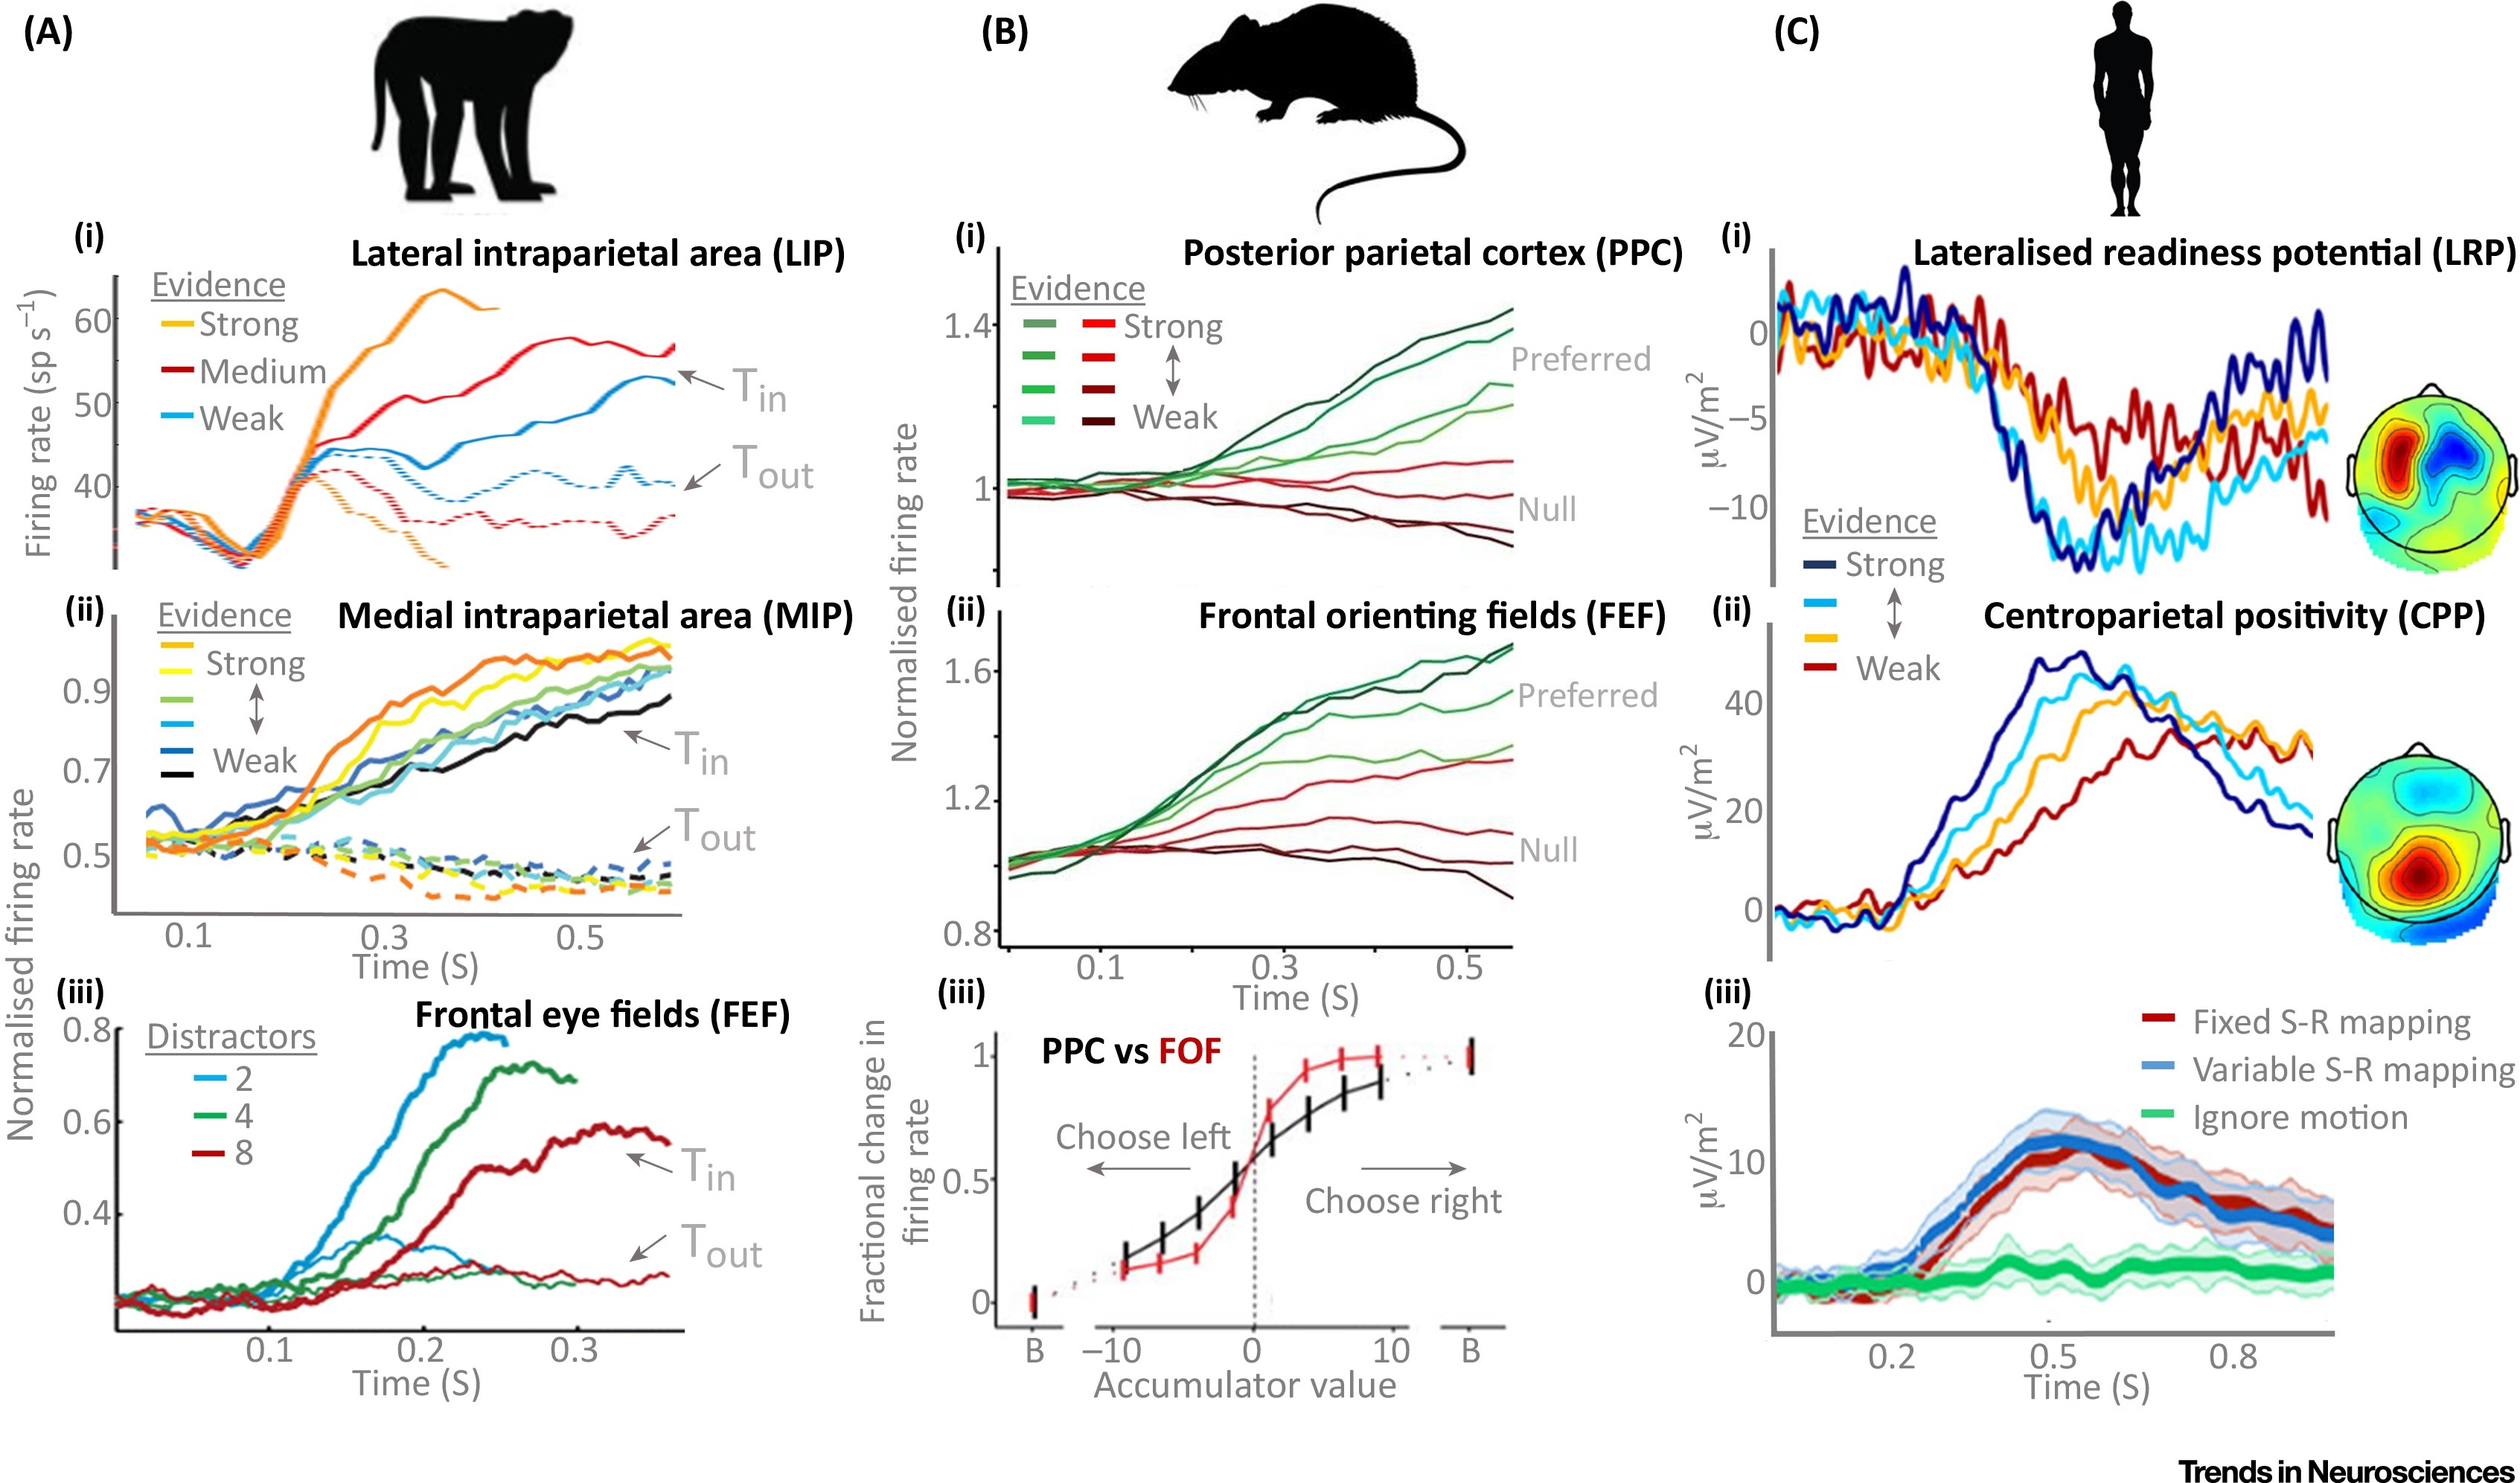 (A)
(i)
Lateral intraparietal area (LIP)
Evidence
Strong
Medium
Weak
Firing rate (sp s⁻¹)
60
50
40
Tin
Tout
(ii)
Medial intraparietal area (MIP)
Evidence
Strong
Weak
0.9
0.7
0.5
Tin
Tout
0.1
0.3
0.5
Time (S)
Normalised firing rate
(iii)
Frontal eye fields (FEF)
Distractors
2
4
8
0.8
0.6
0.4
Tin
Tout
0.1
0.2
0.3
Time (S)
(B)
(i)
Posterior parietal cortex (PPC)
Evidence
Strong
Weak
1.4
1
Preferred
Null
Normalised firing rate
(ii)
Frontal orienting fields (FEF)
1.6
1.2
0.8
Preferred
Null
0.1
0.3
0.5
Time (S)
(iii)
PPC vs FOF
Fractional change in
firing rate
1
0.5
0
Choose left
Choose right
B
–10
0
10
B
Accumulator value
(C)
(i)
Lateralised readiness potential (LRP)
µV/m²
0
–5
–10
Evidence
Strong
Weak
(ii)
Centroparietal positivity (CPP)
µV/m²
40
20
0
(iii)
Fixed S-R mapping
Variable S-R mapping
Ignore motion
µV/m²
20
10
0
0.2
0.5
0.8
Time (S)
Trends in Neurosciences